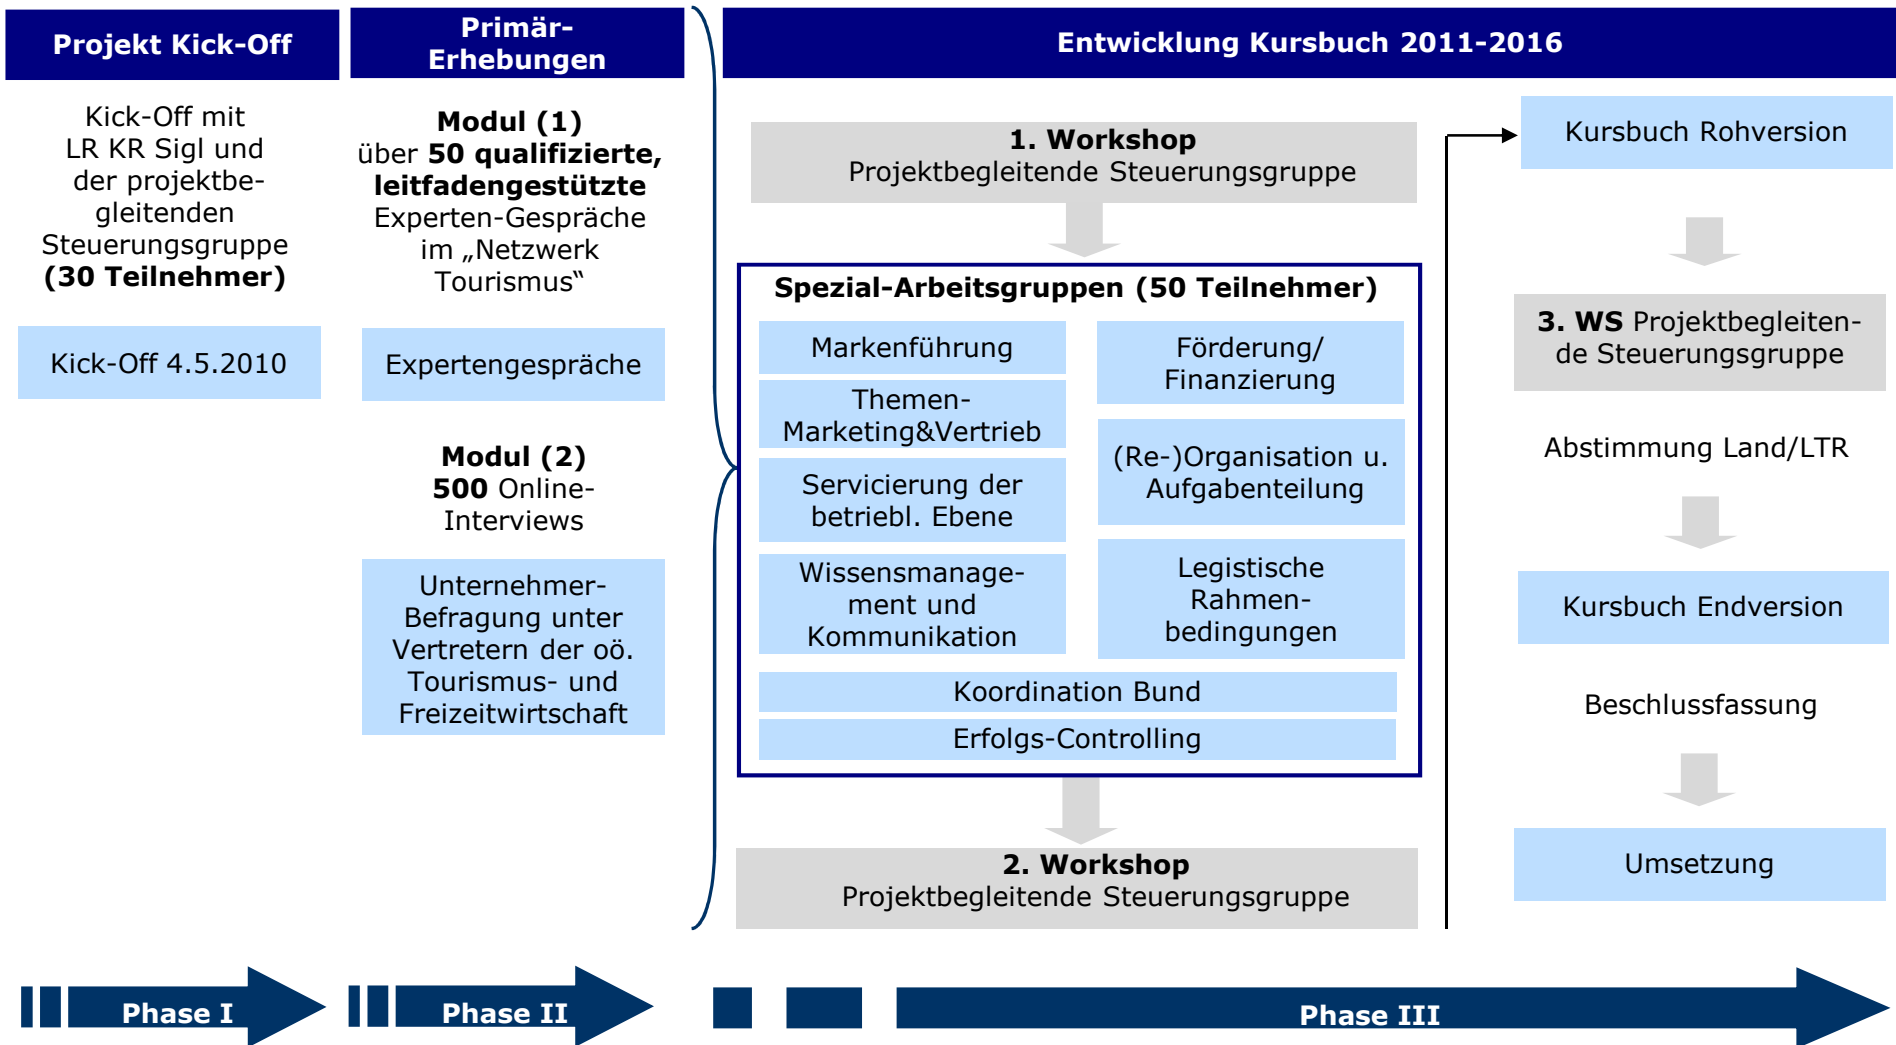 Projekt Kick-Off
Kick-Off mit
LR KR Sigl und
der projektbe-
gleitenden
Steuerungsgruppe
(30 Teilnehmer)
Kick-Off 4.5.2010
Primär-
Erhebungen
Modul (1)
über 50 qualifizierte,
leitfadengestützte
Experten-Gespräche
im „Netzwerk
Tourismus“
Expertengespräche
Modul (2)
500 Online-
Interviews
Unternehmer-
Befragung unter
Vertretern der oö.
Tourismus- und
Freizeitwirtschaft
Entwicklung Kursbuch 2011-2016
1. Workshop
Projektbegleitende Steuerungsgruppe
Spezial-Arbeitsgruppen (50 Teilnehmer)
Markenführung
Themen-
Marketing&Vertrieb
Servicierung der
betriebl. Ebene
Wissensmanage-
ment und
Kommunikation
Förderung/
Finanzierung
(Re-)Organisation u.
Aufgabenteilung
Legistische
Rahmen-
bedingungen
Koordination Bund
Erfolgs-Controlling
2. Workshop
Projektbegleitende Steuerungsgruppe
Kursbuch Rohversion
3. WS Projektbegleiten-
de Steuerungsgruppe
Abstimmung Land/LTR
Kursbuch Endversion
Beschlussfassung
Umsetzung
Phase I
Phase II
Phase III